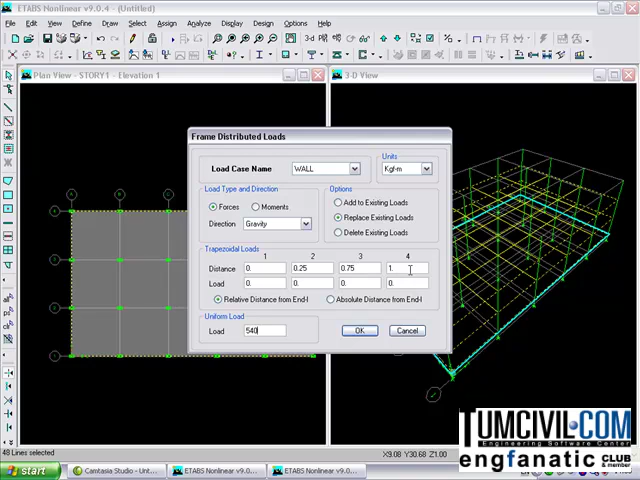 ETABS Nonlinear v9.0.4 - (Untitled)
File Edit View Define Draw Select Assign Analyze Display Design Options Help
Plan View - STORY1 - Elevation 1
3-D View
Frame Distributed Loads
Load Case Name WALL
Units
Kgf-m
Load Type and Direction
Forces Moments
Direction Gravity
Options
Add to Existing Loads
Replace Existing Loads
Delete Existing Loads
Trapezoidal Loads
1 2 3 4
Distance 0. 0.25 0.75 1.
Load 0. 0. 0. 0.
Relative Distance from End-I Absolute Distance from End-I
Uniform Load
Load 540
OK Cancel
TUMCIVIL.COM
Engineering Software Center
engfanatic CLUB
& member
48 Lines selected
X9.08 Y30.68 Z1.00
start
Camtasia Studio - Unt...
ETABS Nonlinear v9.0....
ETABS Nonlinear v9.0....